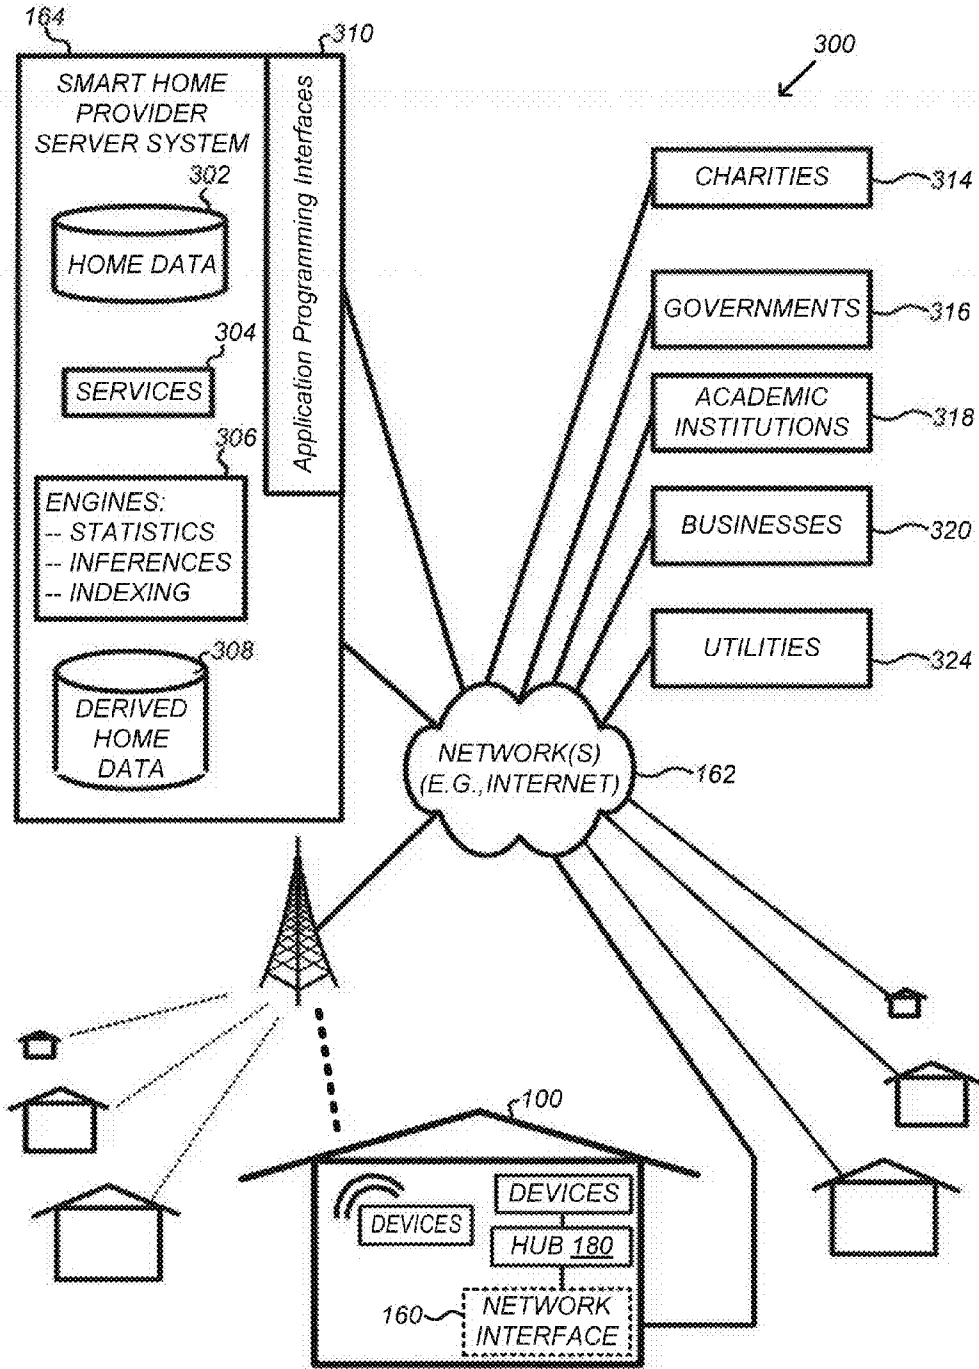 164
310
300
SMART HOME
PROVIDER
SERVER SYSTEM
Application Programming Interfaces
302
HOME DATA
304
SERVICES
306
ENGINES:
-- STATISTICS
-- INFERENCES
-- INDEXING
308
DERIVED
HOME
DATA
CHARITIES
314
GOVERNMENTS
316
ACADEMIC
INSTITUTIONS
318
BUSINESSES
320
UTILITIES
324
NETWORK(S)
(E.G.,INTERNET)
162
100
DEVICES
DEVICES
HUB 180
160
NETWORK
INTERFACE